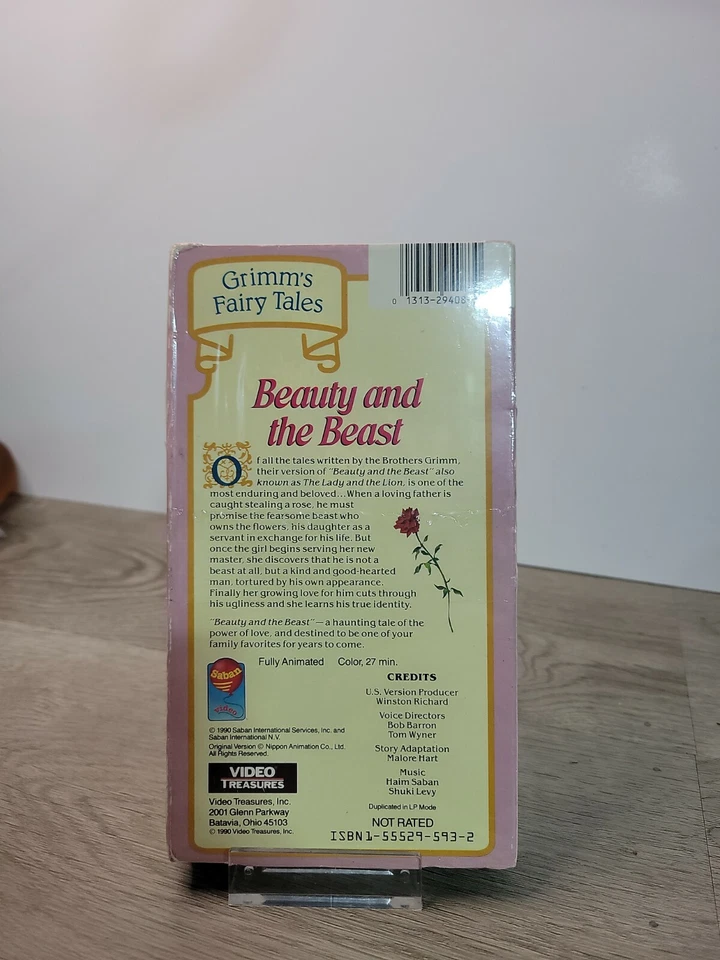 Grimm's
Fairy Tales
0 1313-29408
Beauty and
the Beast
Of all the tales written by the Brothers Grimm,
their version of "Beauty and the Beast" also
known as The Lady and the Lion, is one of the
most enduring and beloved...When a loving father is
caught stealing a rose, he must
promise the fearsome beast who
owns the flowers, his daughter as a
servant in exchange for his life. But
once the girl begins serving her new
master, she discovers that he is not a
beast at all, but a kind and good-hearted
man, tortured by his own appearance.
Finally her growing love for him cuts through
his ugliness and she learns his true identity.
"Beauty and the Beast"—a haunting tale of the
power of love, and destined to be one of your
family favorites for years to come.
Fully Animated Color, 27 min.
Saban
Video
© 1990 Saban International Services, Inc. and
Saban International N.V.
Original Version © Nippon Animation Co., Ltd.
All Rights Reserved.
VIDEO
TREASURES
Video Treasures, Inc.
2001 Glenn Parkway
Batavia, Ohio 45103
© 1990 Video Treasures, Inc.
CREDITS
U.S. Version Producer
Winston Richard
Voice Directors
Bob Barron
Tom Wyner
Story Adaptation
Malore Hart
Music
Haim Saban
Shuki Levy
Duplicated in LP Mode
NOT RATED
ISBN 1-55529-593-2